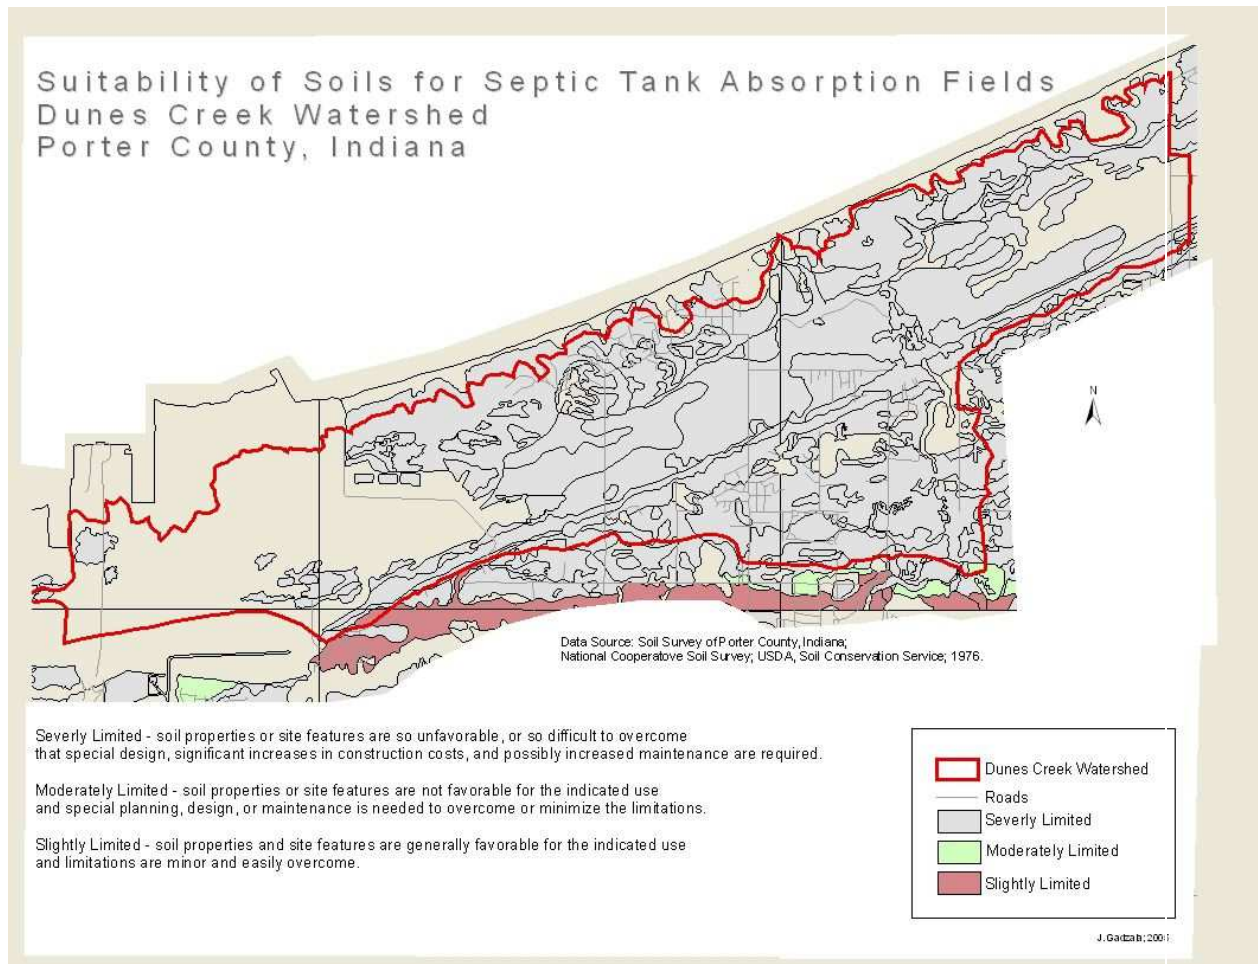 Suitability of Soils for Septic Tank Absorption Fields
Dunes Creek Watershed
Porter County, Indiana
N
Data Source: Soil Survey of Porter County, Indiana;
National Cooperatove Soil Survey; USDA, Soil Conservation Service; 1976.
Severly Limited - soil properties or site features are so unfavorable, or so difficult to overcome
that special design, significant increases in construction costs, and possibly increased maintenance are required.
Moderately Limited - soil properties or site features are not favorable for the indicated use
and special planning, design, or maintenance is needed to overcome or minimize the limitations.
Slightly Limited - soil properties and site features are generally favorable for the indicated use
and limitations are minor and easily overcome.
Dunes Creek Watershed
Roads
Severly Limited
Moderately Limited
Slightly Limited
J.